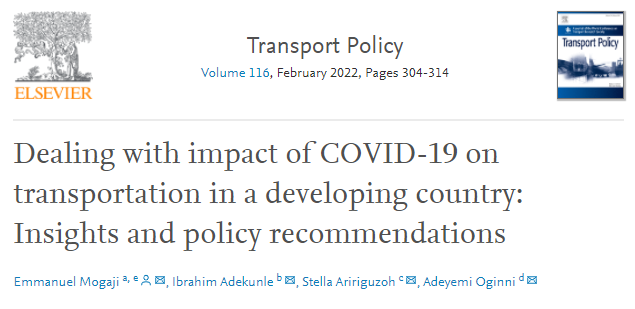 Transport Policy
Volume 116, February 2022, Pages 304-314
ELSEVIER
Transport Policy
Dealing with impact of COVID-19 on
transportation in a developing country:
Insights and policy recommendations
Emmanuel Mogaji a, e, Ibrahim Adekunle b, Stella Aririguzoh c, Adeyemi Oginni d